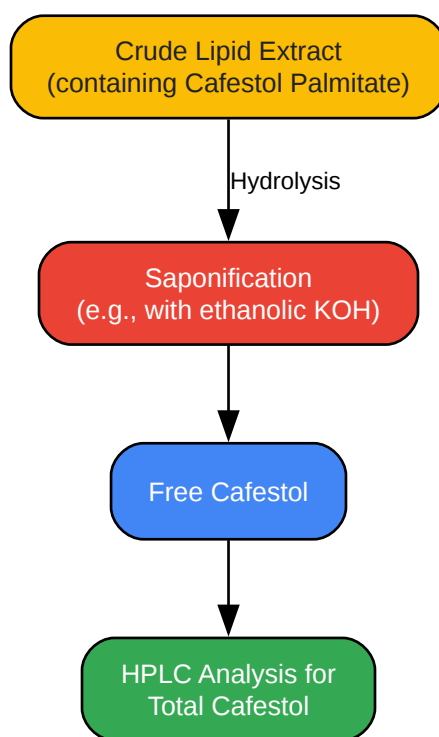 Crude Lipid Extract
(containing Cafestol Palmitate)
Hydrolysis
Saponification
(e.g., with ethanolic KOH)
Free Cafestol
HPLC Analysis for
Total Cafestol